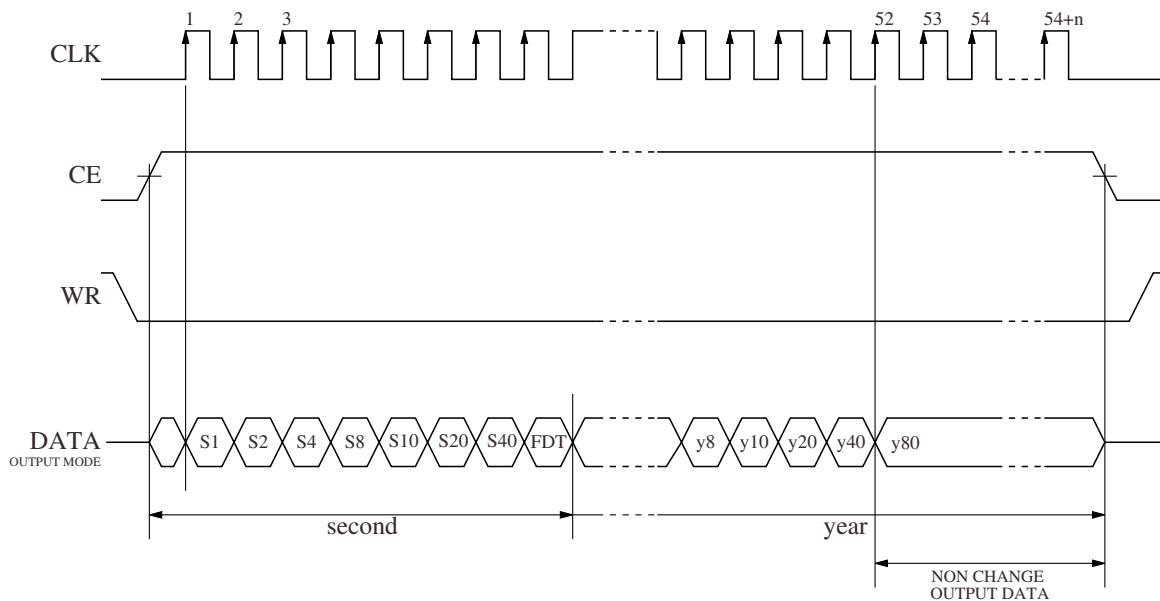 1 2 3 52 53 54 54+n
CLK
CE
WR
DATA S1 S2 S4 S8 S10 S20 S40 FDT y8 y10 y20 y40 y80
OUTPUT MODE
second year
NON CHANGE
OUTPUT DATA